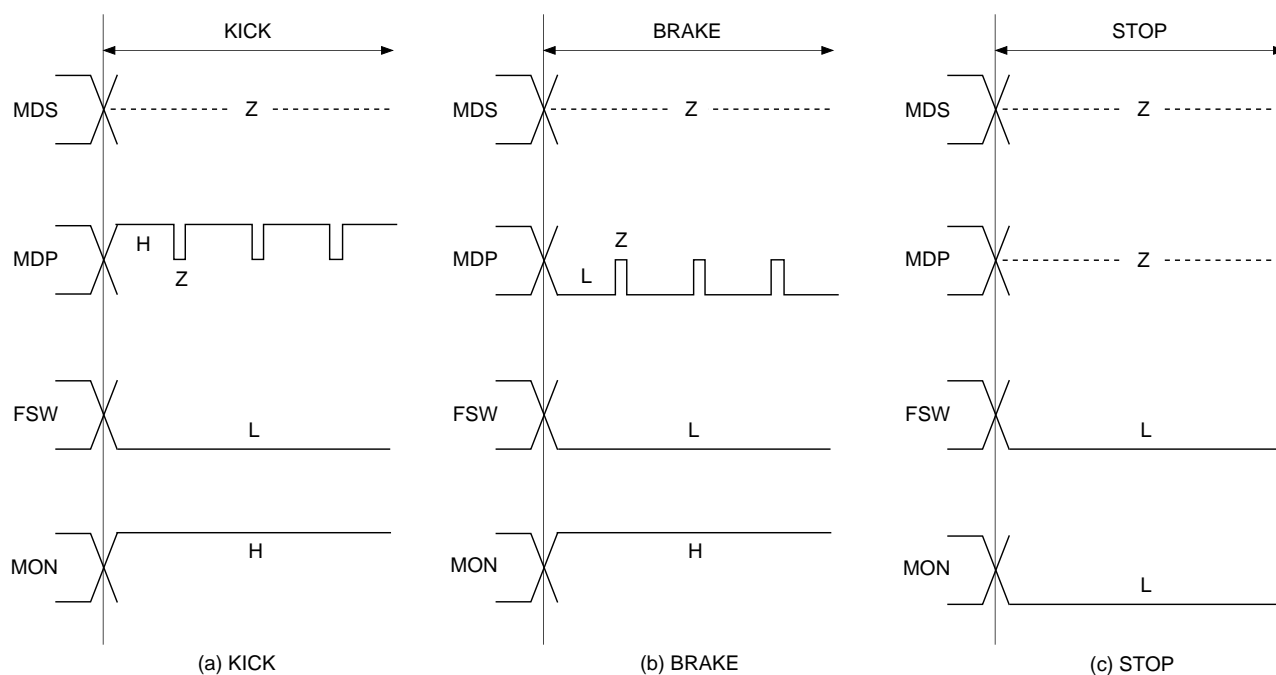 KICK
MDS
Z
MDP
H
Z
FSW
L
MON
H
(a) KICK
BRAKE
MDS
Z
MDP
Z
L
FSW
L
MON
H
(b) BRAKE
STOP
MDS
Z
MDP
Z
FSW
L
MON
L
(c) STOP